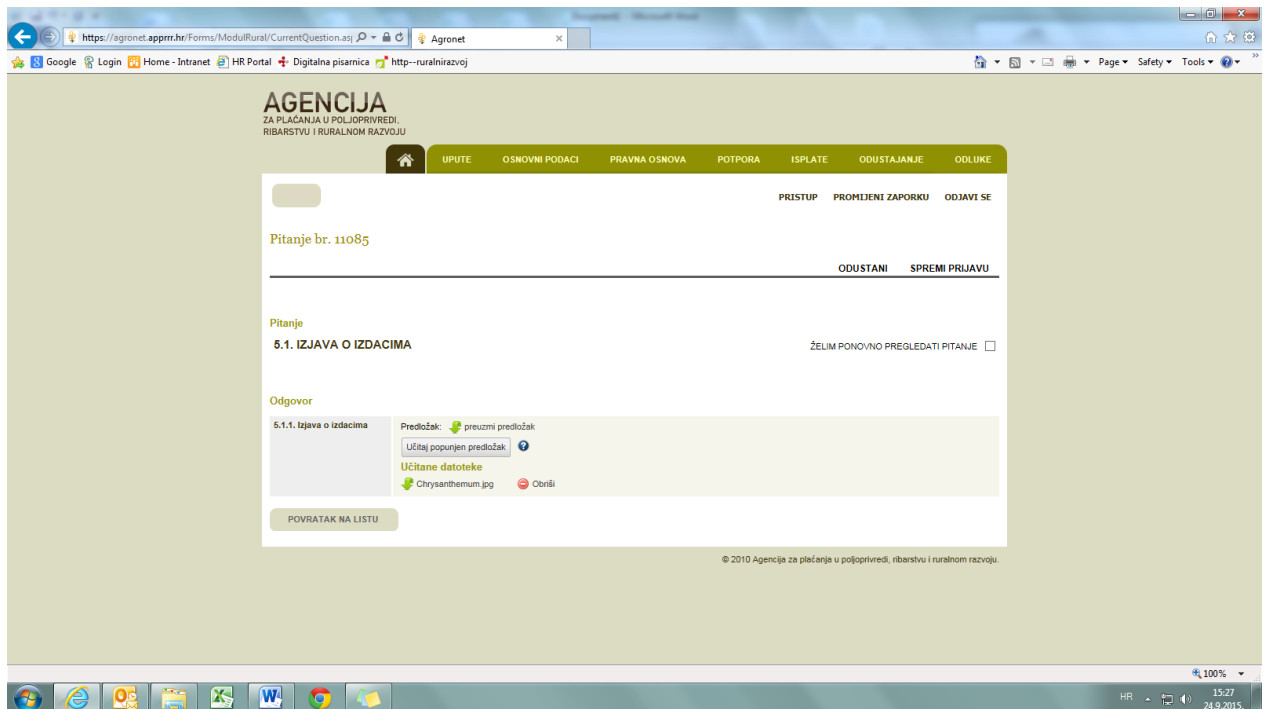 https://agronet.apprrr.hr/Forms/ModulRural/CurrentQuestion.asp
Agronet
Google Login Home - Intranet HR Portal Digitalna pisarnica http--ruralnirazvoj
Page Safety Tools
AGENCIJA
ZA PLAĆANJA U POLJOPRIVREDI,
RIBARSTVU I RURALNOM RAZVOJU
UPUTE OSNOVNI PODACI PRAVNA OSNOVA POTPORA ISPLATE ODUSTAJANJE ODLUKE
PRISTUP PROMIJENI ZAPORKU ODJAVI SE
Pitanje br. 11085
ODUSTANI SPREMI PRIJAVU
Pitanje
5.1. IZJAVA O IZDACIMA
ŽELIM PONOVNO PREGLEDATI PITANJE
Odgovor
5.1.1. Izjava o izdacima
Predložak: preuzmi predložak
Učitaj popunjen predložak
Učitane datoteke
Chrysanthemum.jpg Obriši
POVRATAK NA LISTU
© 2010 Agencija za plaćanja u poljoprivredi, ribarstvu i ruralnom razvoju.
100%
HR 15:27
24.9.2015.